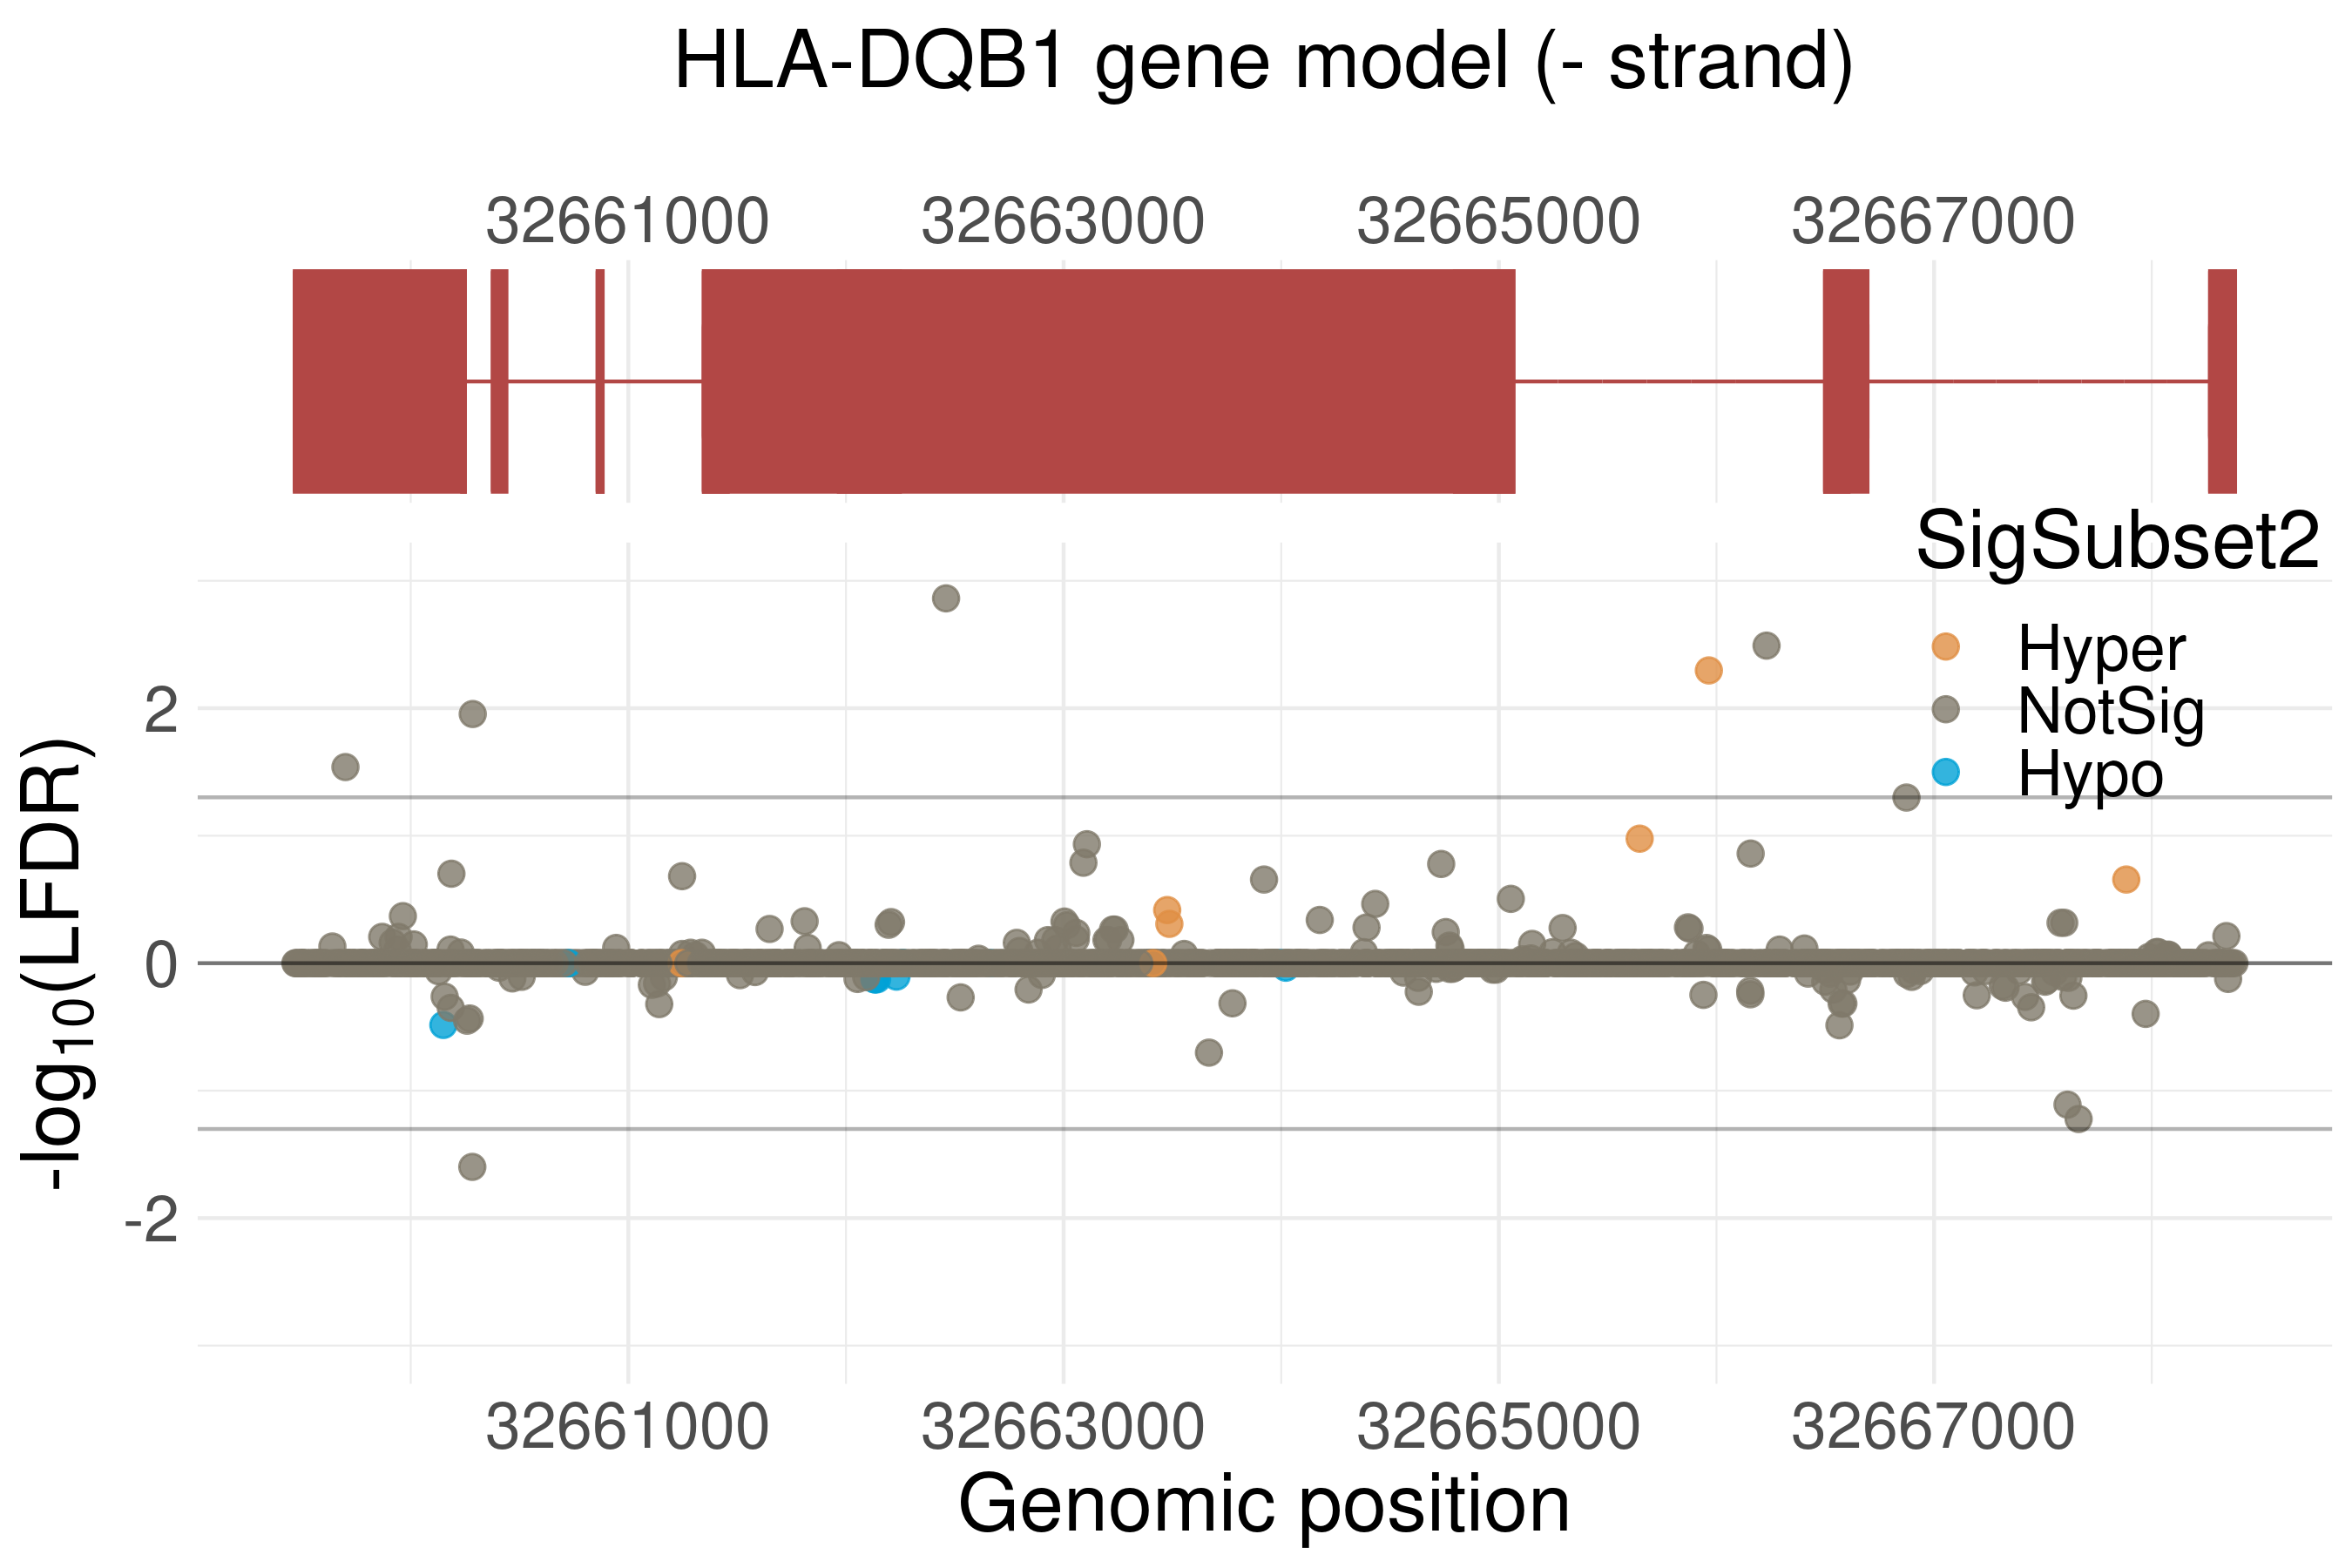 HLA-DQB1 gene model (- strand)
32661000 32663000 32665000 32667000
SigSubset2
Hyper
NotSig
Hypo
2
0
-2
-log10(LFDR)
32661000 32663000 32665000 32667000
Genomic position